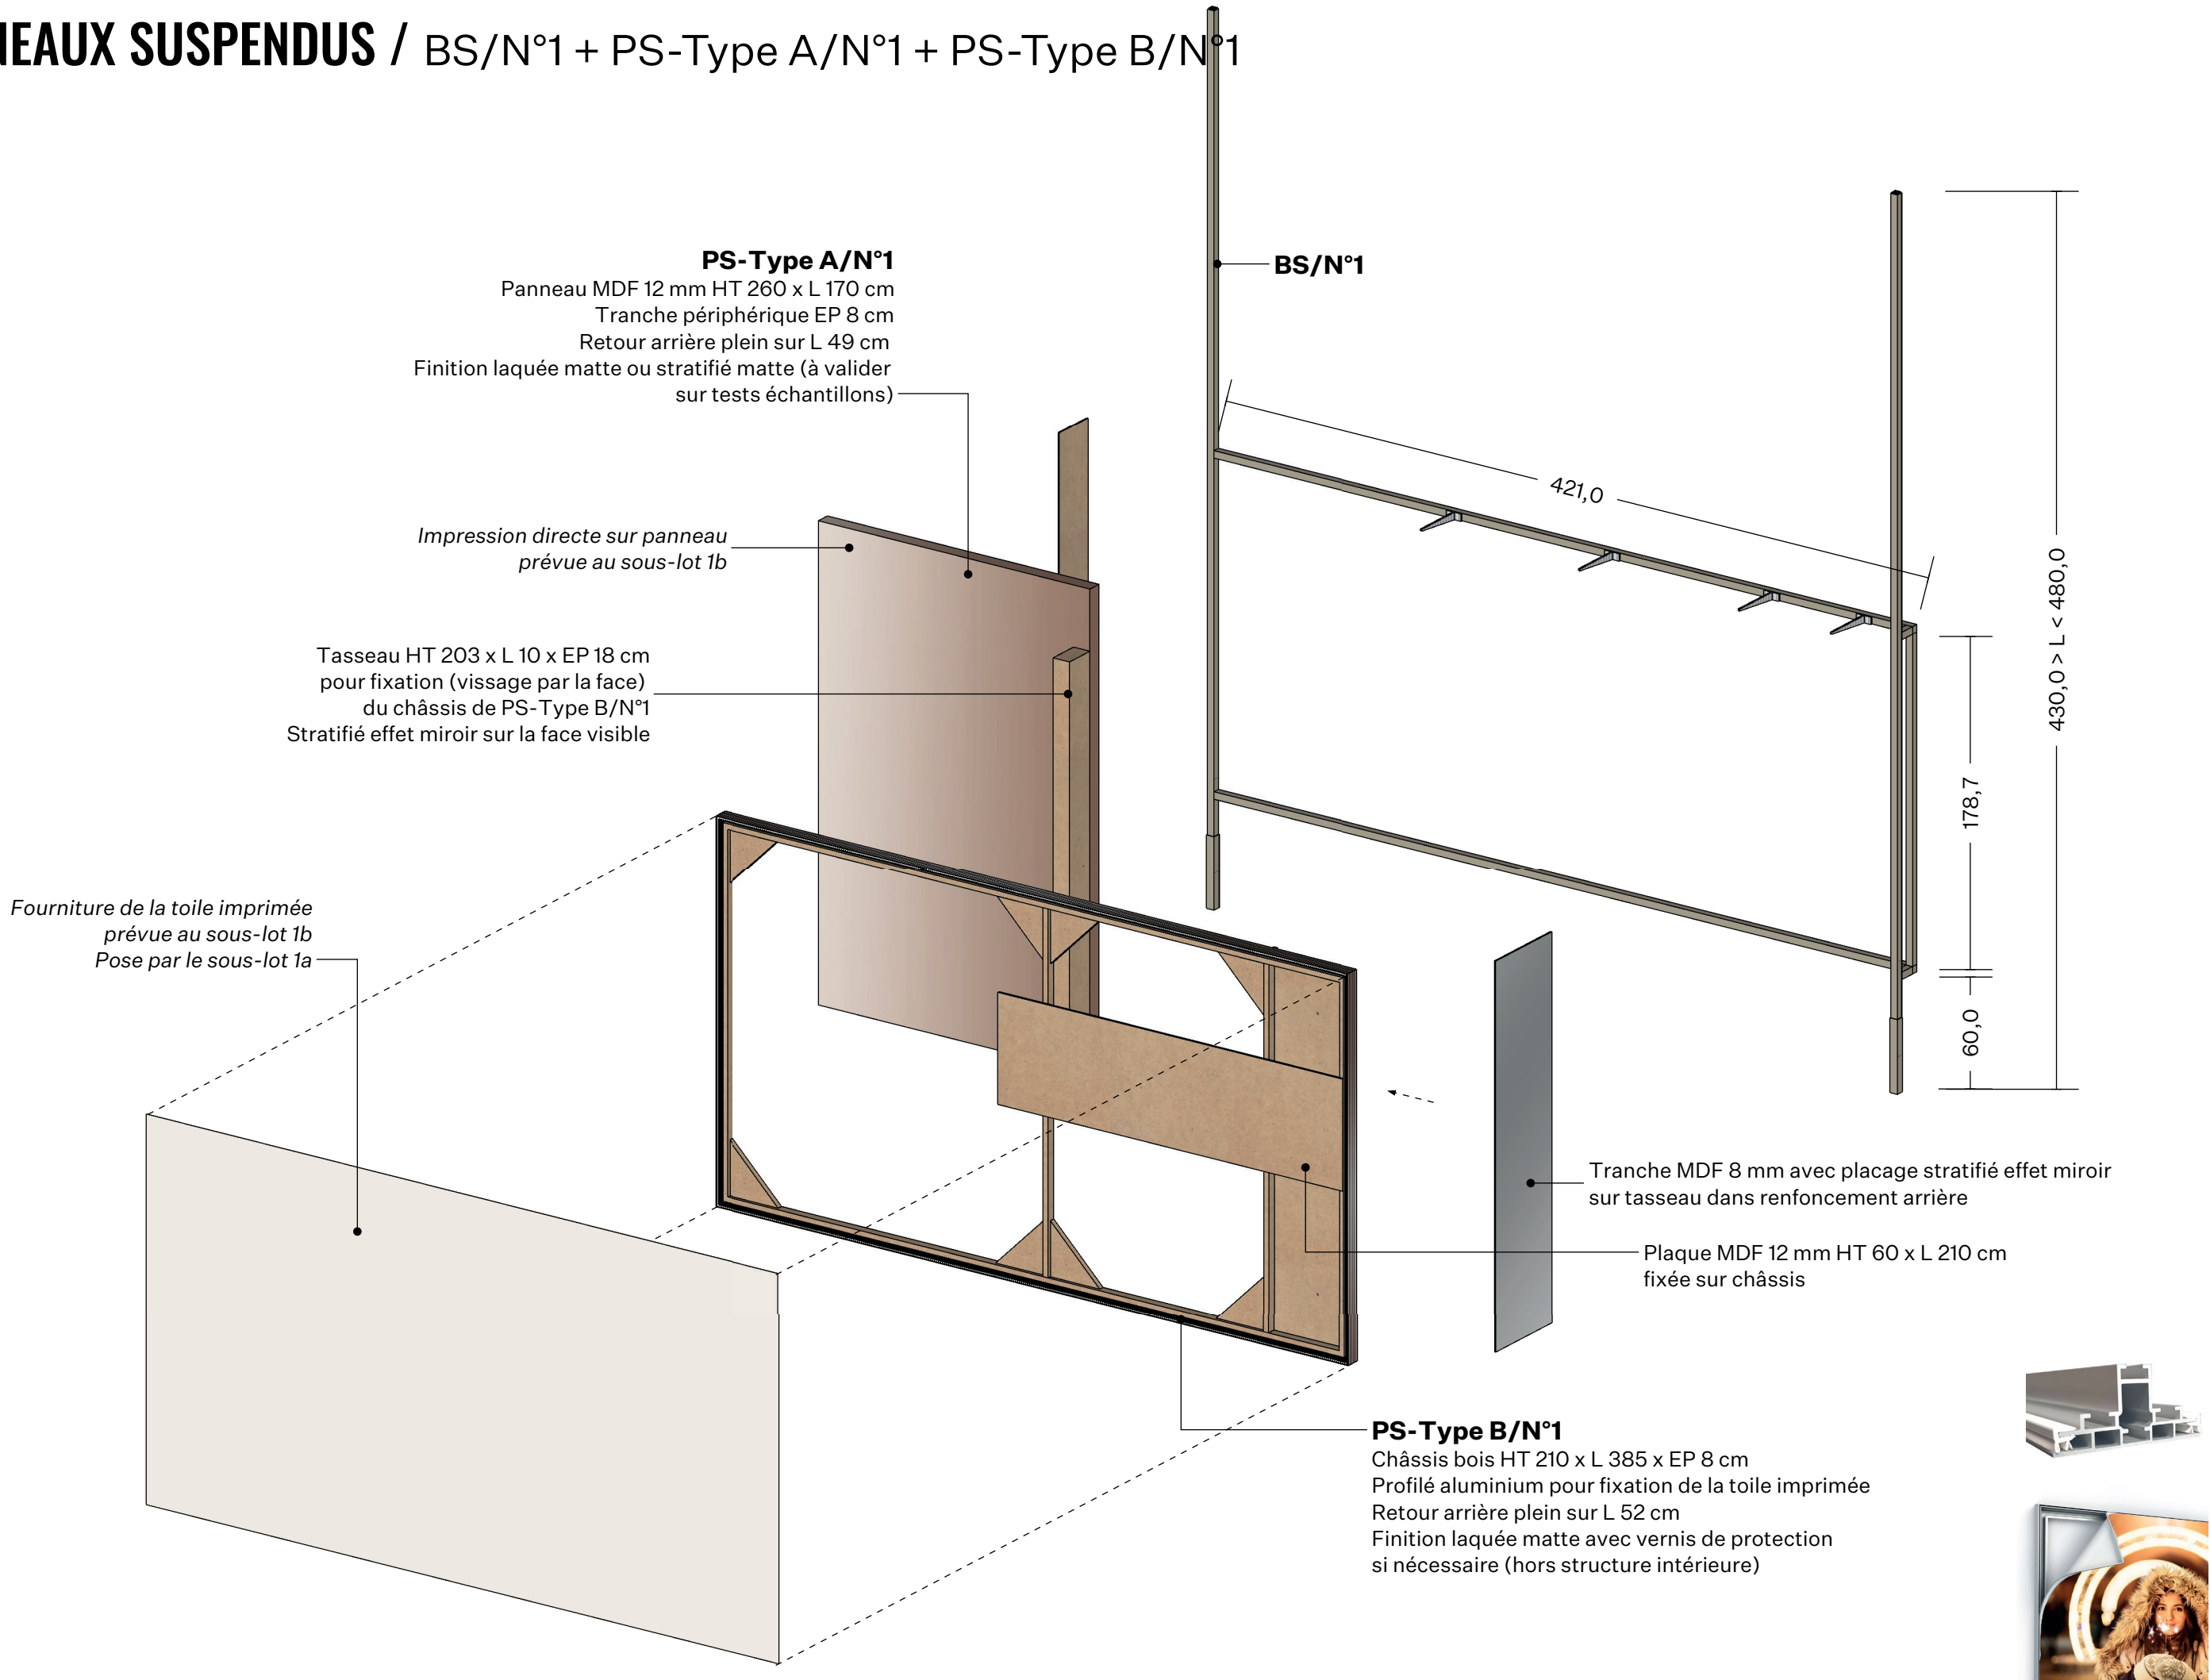 NEAUX SUSPENDUS / BS/N°1 + PS-Type A/N°1 + PS-Type B/N°1
PS-Type A/N°1
Panneau MDF 12 mm HT 260 x L 170 cm
Tranche périphérique EP 8 cm
Retour arrière plein sur L 49 cm
Finition laquée matte ou stratifié matte (à valider
sur tests échantillons)
BS/N°1
421,0
430,0 > L < 480,0
178,7
60,0
Impression directe sur panneau
prévue au sous-lot 1b
Tasseau HT 203 x L 10 x EP 18 cm
pour fixation (vissage par la face)
du châssis de PS-Type B/N°1
Stratifié effet miroir sur la face visible
Fourniture de la toile imprimée
prévue au sous-lot 1b
Pose par le sous-lot 1a
Tranche MDF 8 mm avec placage stratifié effet miroir
sur tasseau dans renfoncement arrière
Plaque MDF 12 mm HT 60 x L 210 cm
fixée sur châssis
PS-Type B/N°1
Châssis bois HT 210 x L 385 x EP 8 cm
Profilé aluminium pour fixation de la toile imprimée
Retour arrière plein sur L 52 cm
Finition laquée matte avec vernis de protection
si nécessaire (hors structure intérieure)